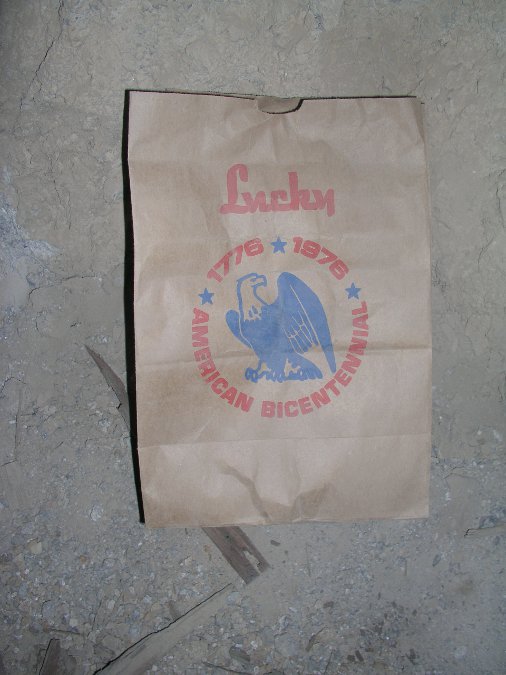 Lucky
1776 ★ 1976
★ AMERICAN BICENTENNIAL ★